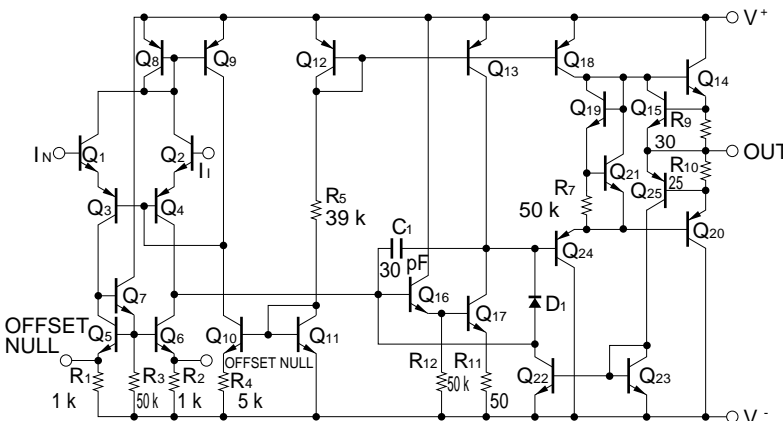 V+
Q8
Q9
Q12
Q13
Q18
Q14
Q19
Q15
R9
30
IN
Q1
Q2
II
OUT
R10
Q21
Q25
25
Q3
Q4
R5
39 k
R7
50 k
Q20
C1
30 pF
Q24
Q7
Q16
D1
OFFSET
NULL
Q5
Q6
Q10
Q11
Q17
OFFSET NULL
R12
R11
Q22
Q23
R1
R3
R2
R4
1 k
50 k
1 k
5 k
50 k
50
V-